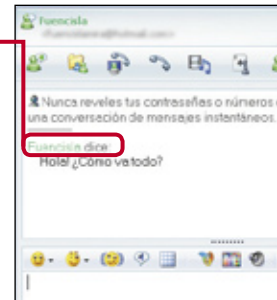 Fuencisla
Nunca reveles tus contraseñas o números
una conversación de mensajes instantáneos.
Fuencisla dice:
Hola! ¿Cómo va todo?